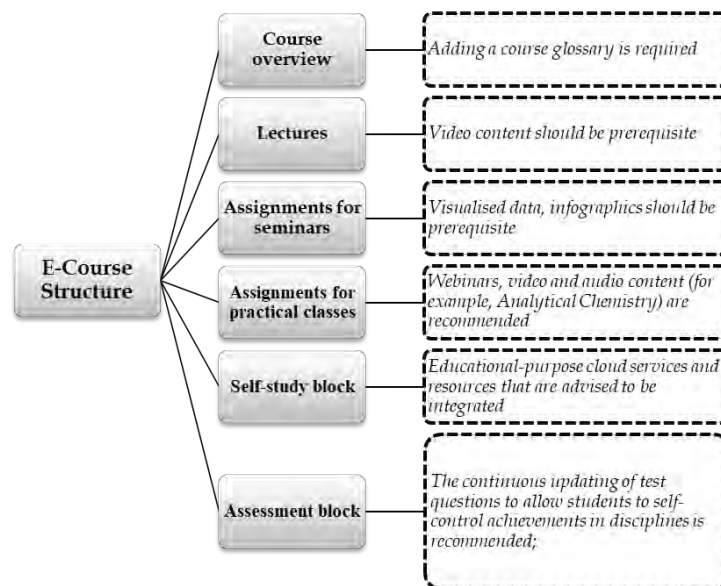 Course
overview
Adding a course glossary is required
Lectures
Video content should be prerequisite
Assignments for
seminars
Visualised data, infographics should be
prerequisite
E-Course
Structure
Assignments for
practical classes
Webinars, video and audio content (for
example, Analytical Chemistry) are
recommended
Self-study block
Educational-purpose cloud services and
resources that are advised to be
integrated
Assessment block
The continuous updating of test
questions to allow students to self-
control achievements in disciplines is
recommended;